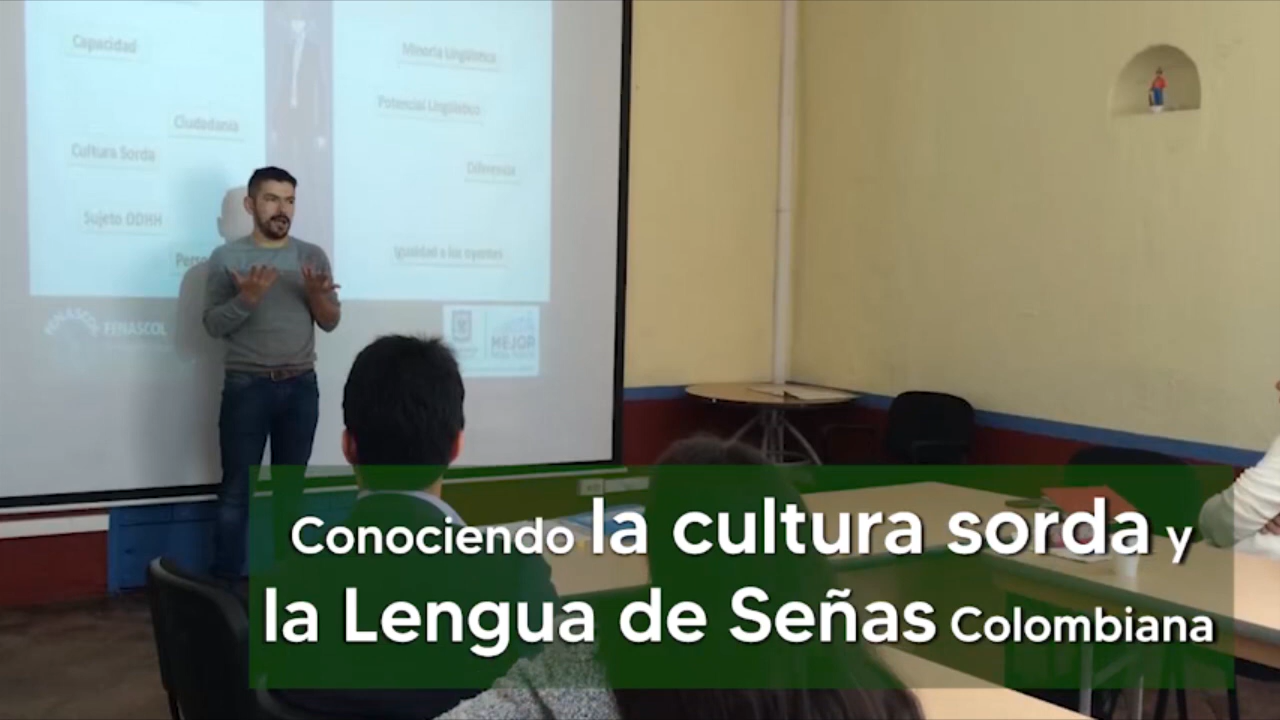 Capacidad
Minoría Lingüística
Potencial Lingüístico
Ciudadanía
Cultura Sorda
Diferencia
Sujeto DDHH
Igualdad a los oyentes
FENASCOL
FENASCOL
MEJOR
Conociendo la cultura sorda y
la Lengua de Señas Colombiana